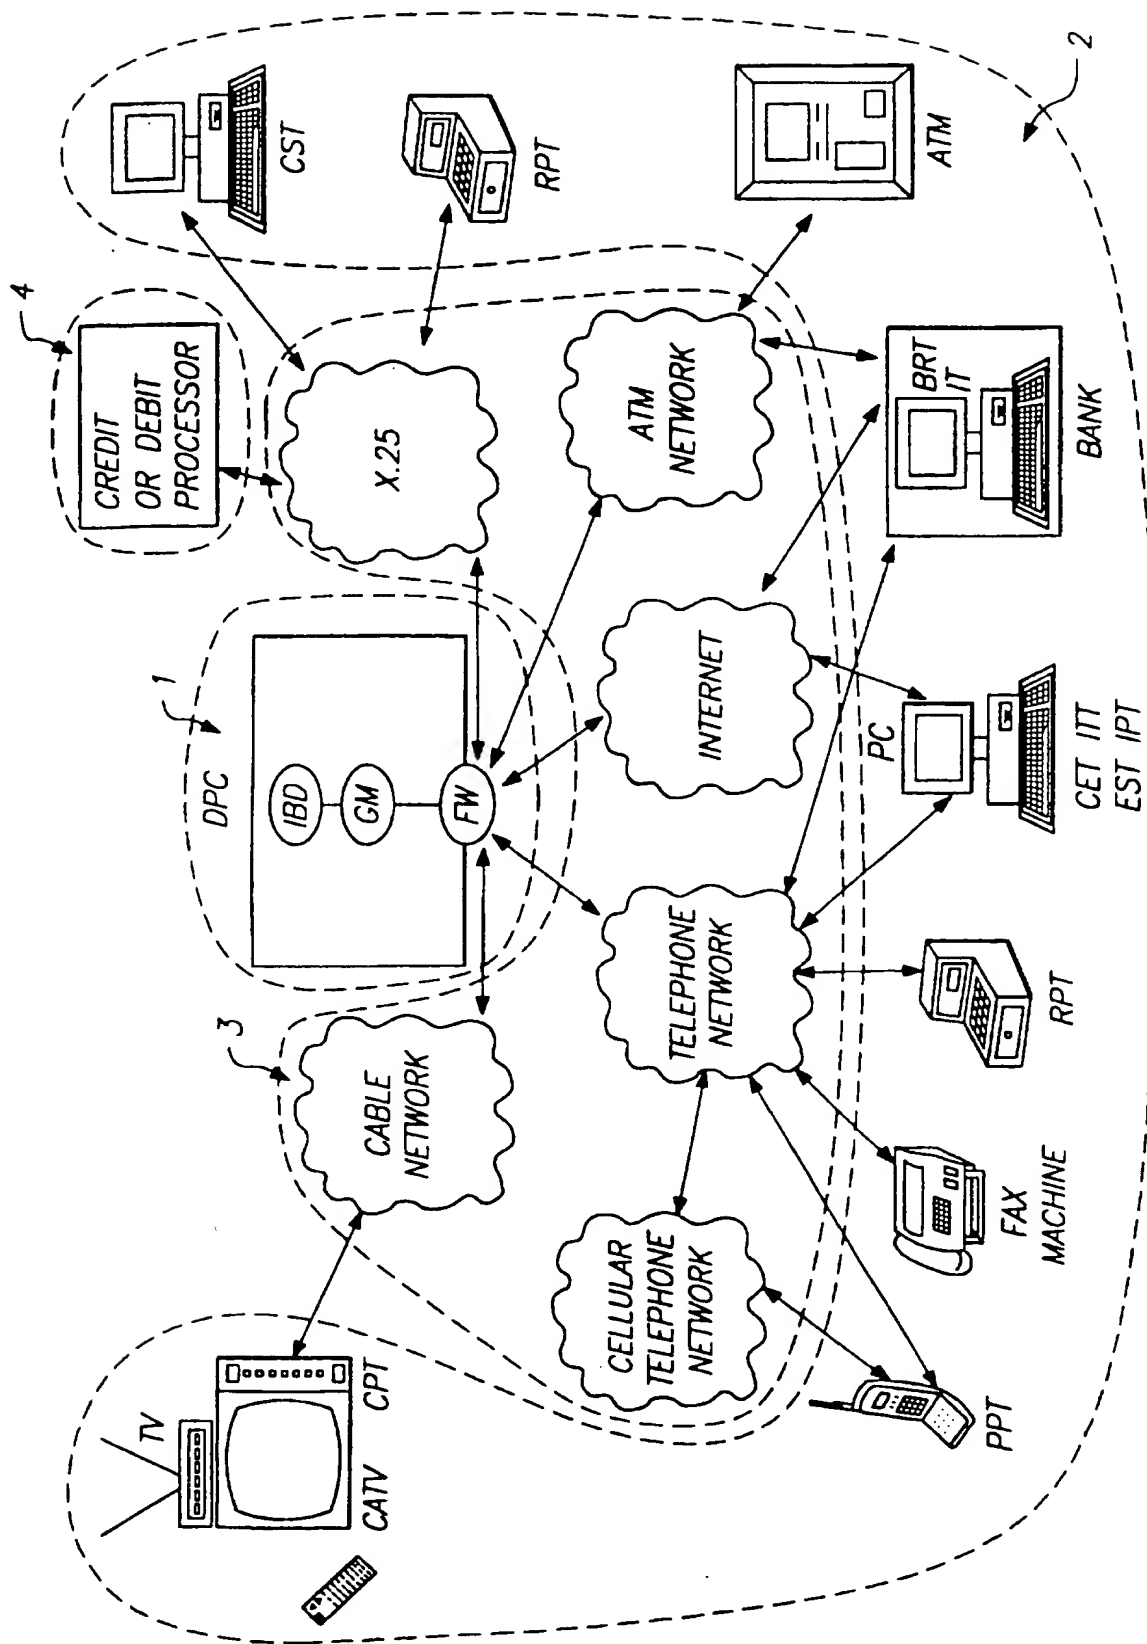 4
CREDIT
OR DEBIT
PROCESSOR
CST
RPT
ATM
2
1
DPC
IBD
GM
FW
X.25
ATM
NETWORK
INTERNET
TELEPHONE
NETWORK
3
CABLE
NETWORK
CELLULAR
TELEPHONE
NETWORK
TV
CATV
CPT
PPT
FAX
MACHINE
RPT
PC
CET ITT
EST IPT
BRT
IT
BANK